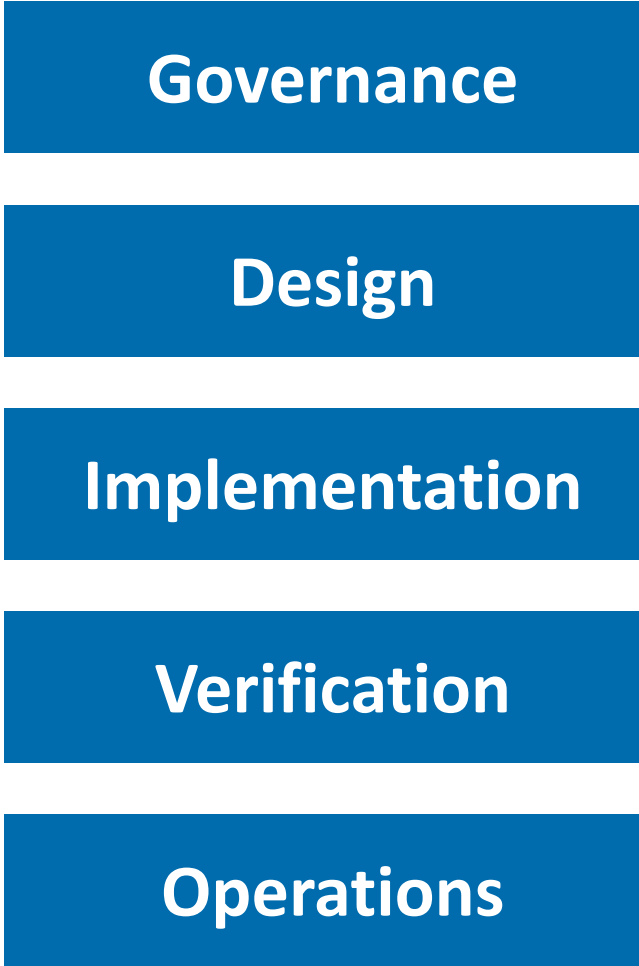 Governance
Design
Implementation
Verification
Operations